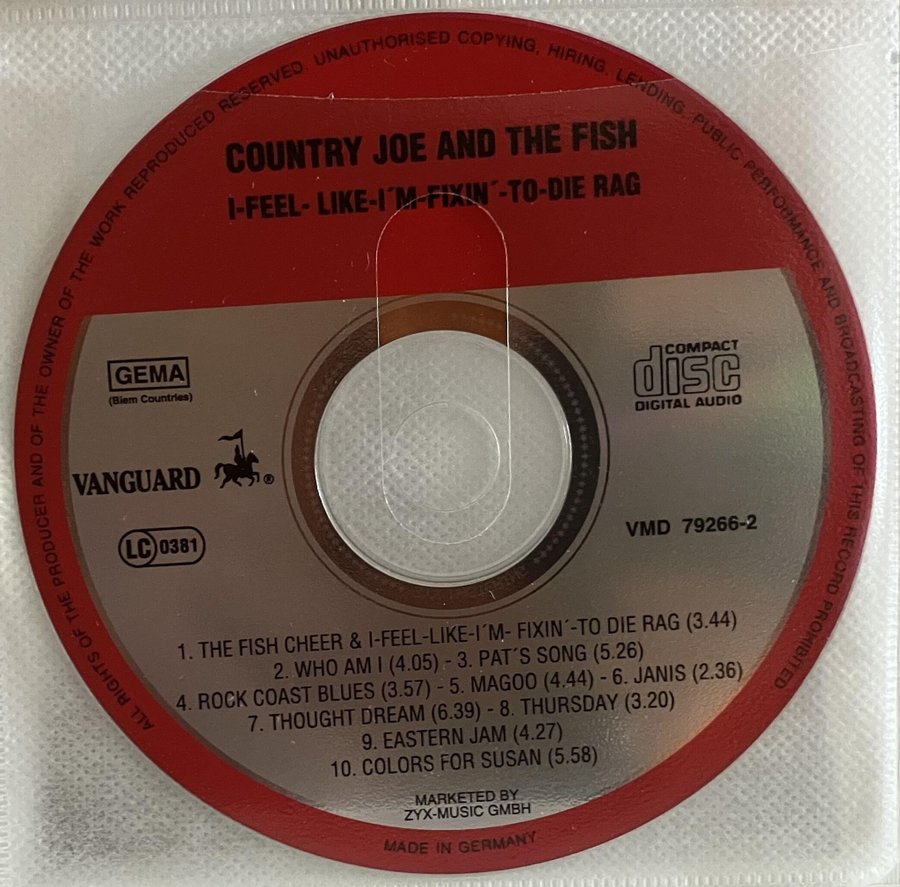 ALL RIGHTS OF THE PRODUCER AND OF THE OWNER OF THE WORK REPRODUCED RESERVED. UNAUTHORISED COPYING, HIRING, LENDING, PUBLIC PERFORMANCE AND BROADCASTING OF THIS RECORD PROHIBITED
COUNTRY JOE AND THE FISH
I-FEEL- LIKE-I´M-FIXIN´-TO-DIE RAG
GEMA
(Biem Countries)
COMPACT
disc
DIGITAL AUDIO
VANGUARD ®
LC 0381
VMD 79266-2
1. THE FISH CHEER & I-FEEL-LIKE-I´M- FIXIN´-TO DIE RAG (3.44)
2. WHO AM I (4.05) - 3. PAT´S SONG (5.26)
4. ROCK COAST BLUES (3.57) - 5. MAGOO (4.44) - 6. JANIS (2.36)
7. THOUGHT DREAM (6.39) - 8. THURSDAY (3.20)
9. EASTERN JAM (4.27)
10. COLORS FOR SUSAN (5.58)
MARKETED BY
ZYX-MUSIC GMBH
MADE IN GERMANY